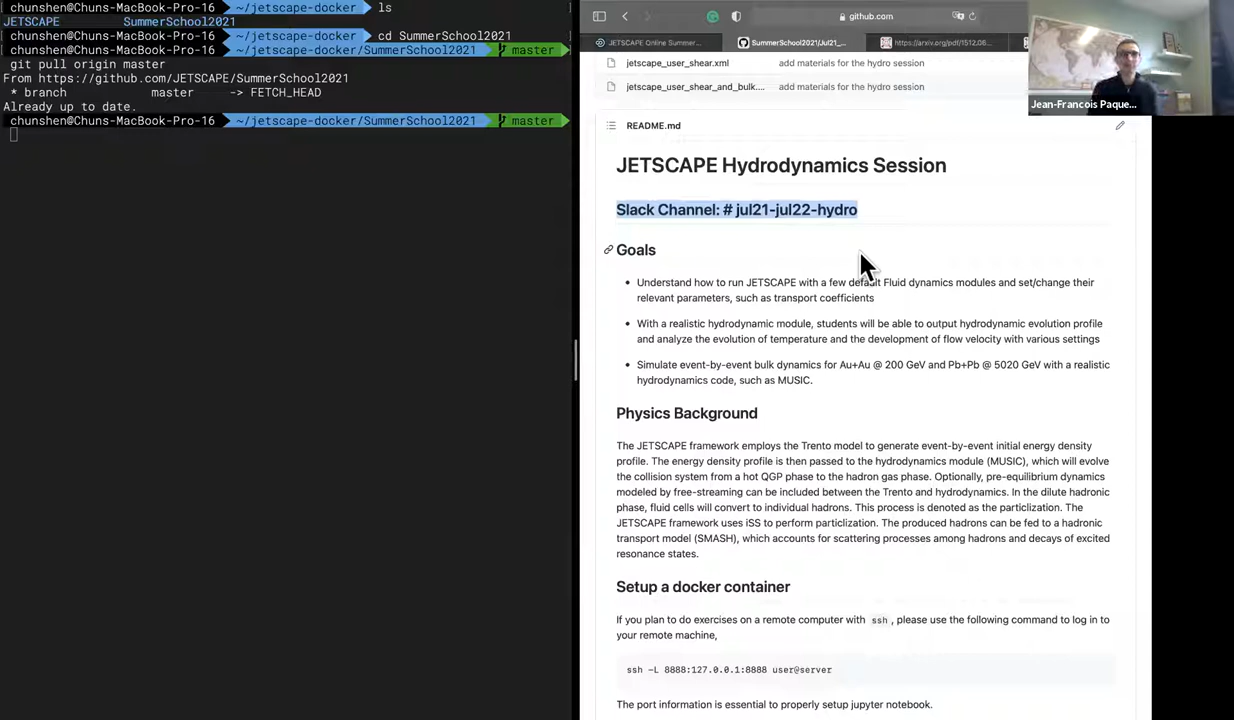 chunshen@Chuns-MacBook-Pro-16 ~/jetscape-docker ls
JETSCAPE SummerSchool2021
chunshen@Chuns-MacBook-Pro-16 ~/jetscape-docker cd SummerSchool2021
chunshen@Chuns-MacBook-Pro-16 ~/jetscape-docker/SummerSchool2021 master
git pull origin master
From https://github.com/JETSCAPE/SummerSchool2021
* branch master -> FETCH_HEAD
Already up to date.
chunshen@Chuns-MacBook-Pro-16 ~/jetscape-docker/SummerSchool2021 master
github.com
JETSCAPE Online Summer...
SummerSchool2021/Jul21_...
https://arxiv.org/pdf/1512.06...
Jean-Francois Paque...
jetscape_user_shear.xml add materials for the hydro session
jetscape_user_shear_and_bulk.... add materials for the hydro session
README.md
JETSCAPE Hydrodynamics Session
Slack Channel: # jul21-jul22-hydro
Goals
• Understand how to run JETSCAPE with a few default Fluid dynamics modules and set/change their
relevant parameters, such as transport coefficients
• With a realistic hydrodynamic module, students will be able to output hydrodynamic evolution profile
and analyze the evolution of temperature and the development of flow velocity with various settings
• Simulate event-by-event bulk dynamics for Au+Au @ 200 GeV and Pb+Pb @ 5020 GeV with a realistic
hydrodynamics code, such as MUSIC.
Physics Background
The JETSCAPE framework employs the Trento model to generate event-by-event initial energy density
profile. The energy density profile is then passed to the hydrodynamics module (MUSIC), which will evolve
the collision system from a hot QGP phase to the hadron gas phase. Optionally, pre-equilibrium dynamics
modeled by free-streaming can be included between the Trento and hydrodynamics. In the dilute hadronic
phase, fluid cells will convert to individual hadrons. This process is denoted as the particlization. The
JETSCAPE framework uses iSS to perform particlization. The produced hadrons can be fed to a hadronic
transport model (SMASH), which accounts for scattering processes among hadrons and decays of excited
resonance states.
Setup a docker container
If you plan to do exercises on a remote computer with ssh , please use the following command to log in to
your remote machine,
ssh -L 8888:127.0.0.1:8888 user@server
The port information is essential to properly setup jupyter notebook.